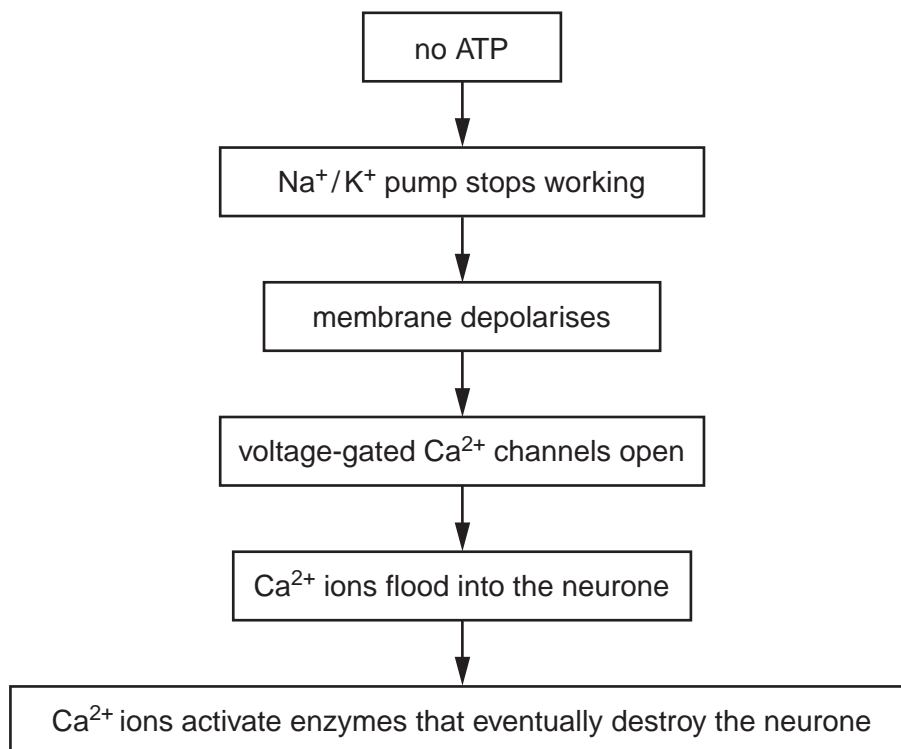 no ATP
Na⁺/K⁺ pump stops working
membrane depolarises
voltage-gated Ca²⁺ channels open
Ca²⁺ ions flood into the neurone
Ca²⁺ ions activate enzymes that eventually destroy the neurone